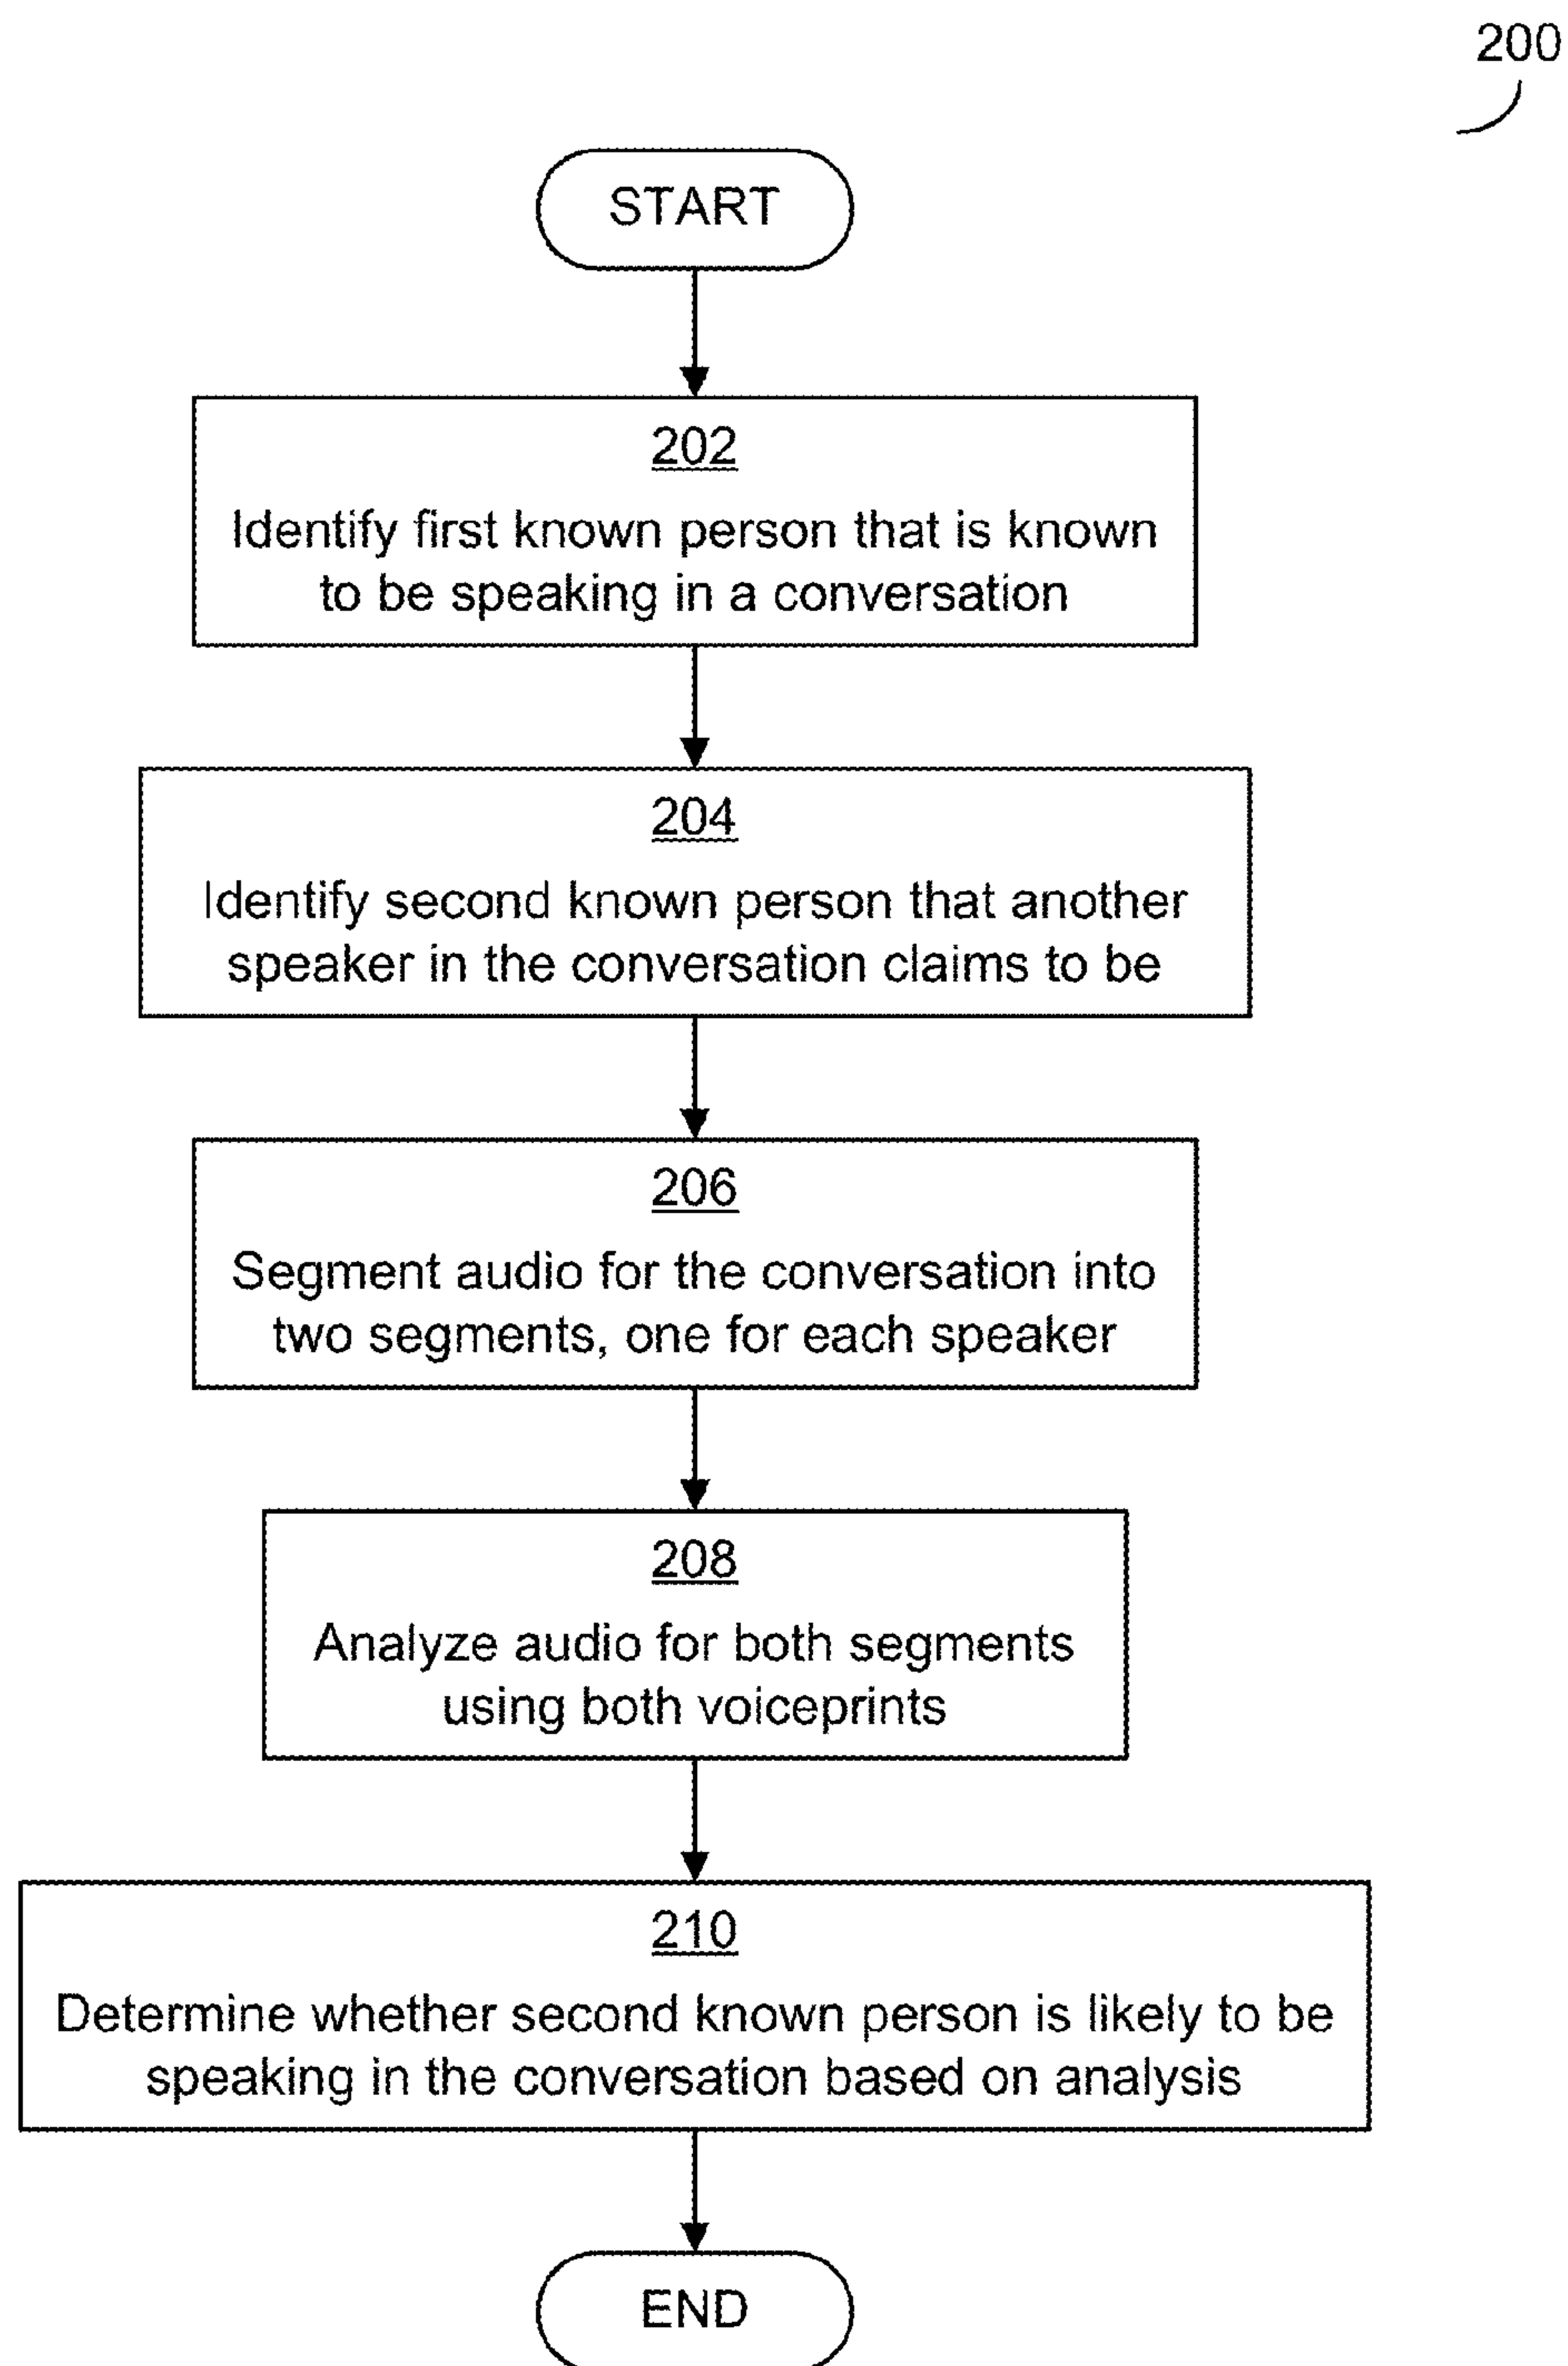 200
START
202
Identify first known person that is known
to be speaking in a conversation
204
Identify second known person that another
speaker in the conversation claims to be
206
Segment audio for the conversation into
two segments, one for each speaker
208
Analyze audio for both segments
using both voiceprints
210
Determine whether second known person is likely to be
speaking in the conversation based on analysis
END